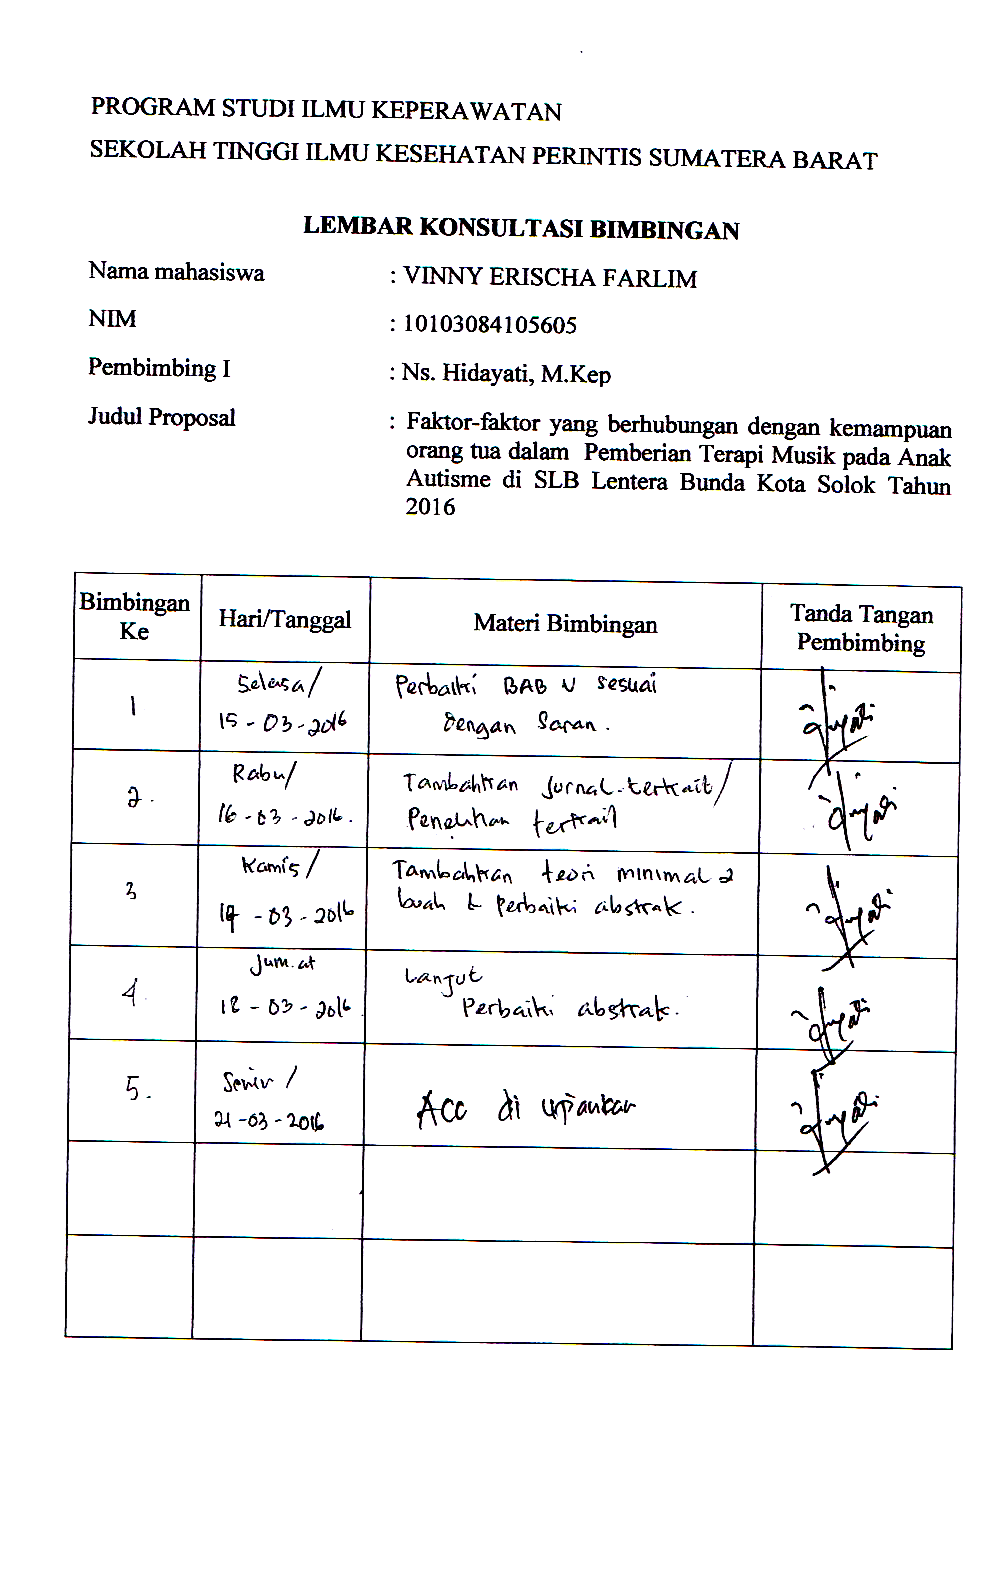 PROGRAM STUDI ILMU KEPERAWATAN
SEKOLAH TINGGI ILMU KESEHATAN PERINTIS SUMATERA BARAT
LEMBAR KONSULTASI BIMBINGAN
Nama mahasiswa : VINNY ERISCHA FARLIM
NIM : 10103084105605
Pembimbing I : Ns. Hidayati, M.Kep
Judul Proposal : Faktor-faktor yang berhubungan dengan kemampuan
orang tua dalam Pemberian Terapi Musik pada Anak
Autisme di SLB Lentera Bunda Kota Solok Tahun
2016
Bimbingan Ke Hari/Tanggal Materi Bimbingan Tanda Tangan Pembimbing
1 Selasa/ Perbaiki BAB V sesuai
15-03-2016 dengan Saran.
2. Rabu/ Tambahkan Jurnal terkait/
16-03-2016. Penelitian terkait
3 Kamis/ Tambahkan teori minimal 2
17-03-2016 buah & perbaiki abstrak.
4. Jum.at Lanjut
18-03-2016. Perbaiki abstrak.
5. Senin/
21-03-2016 ACC di ujiankan